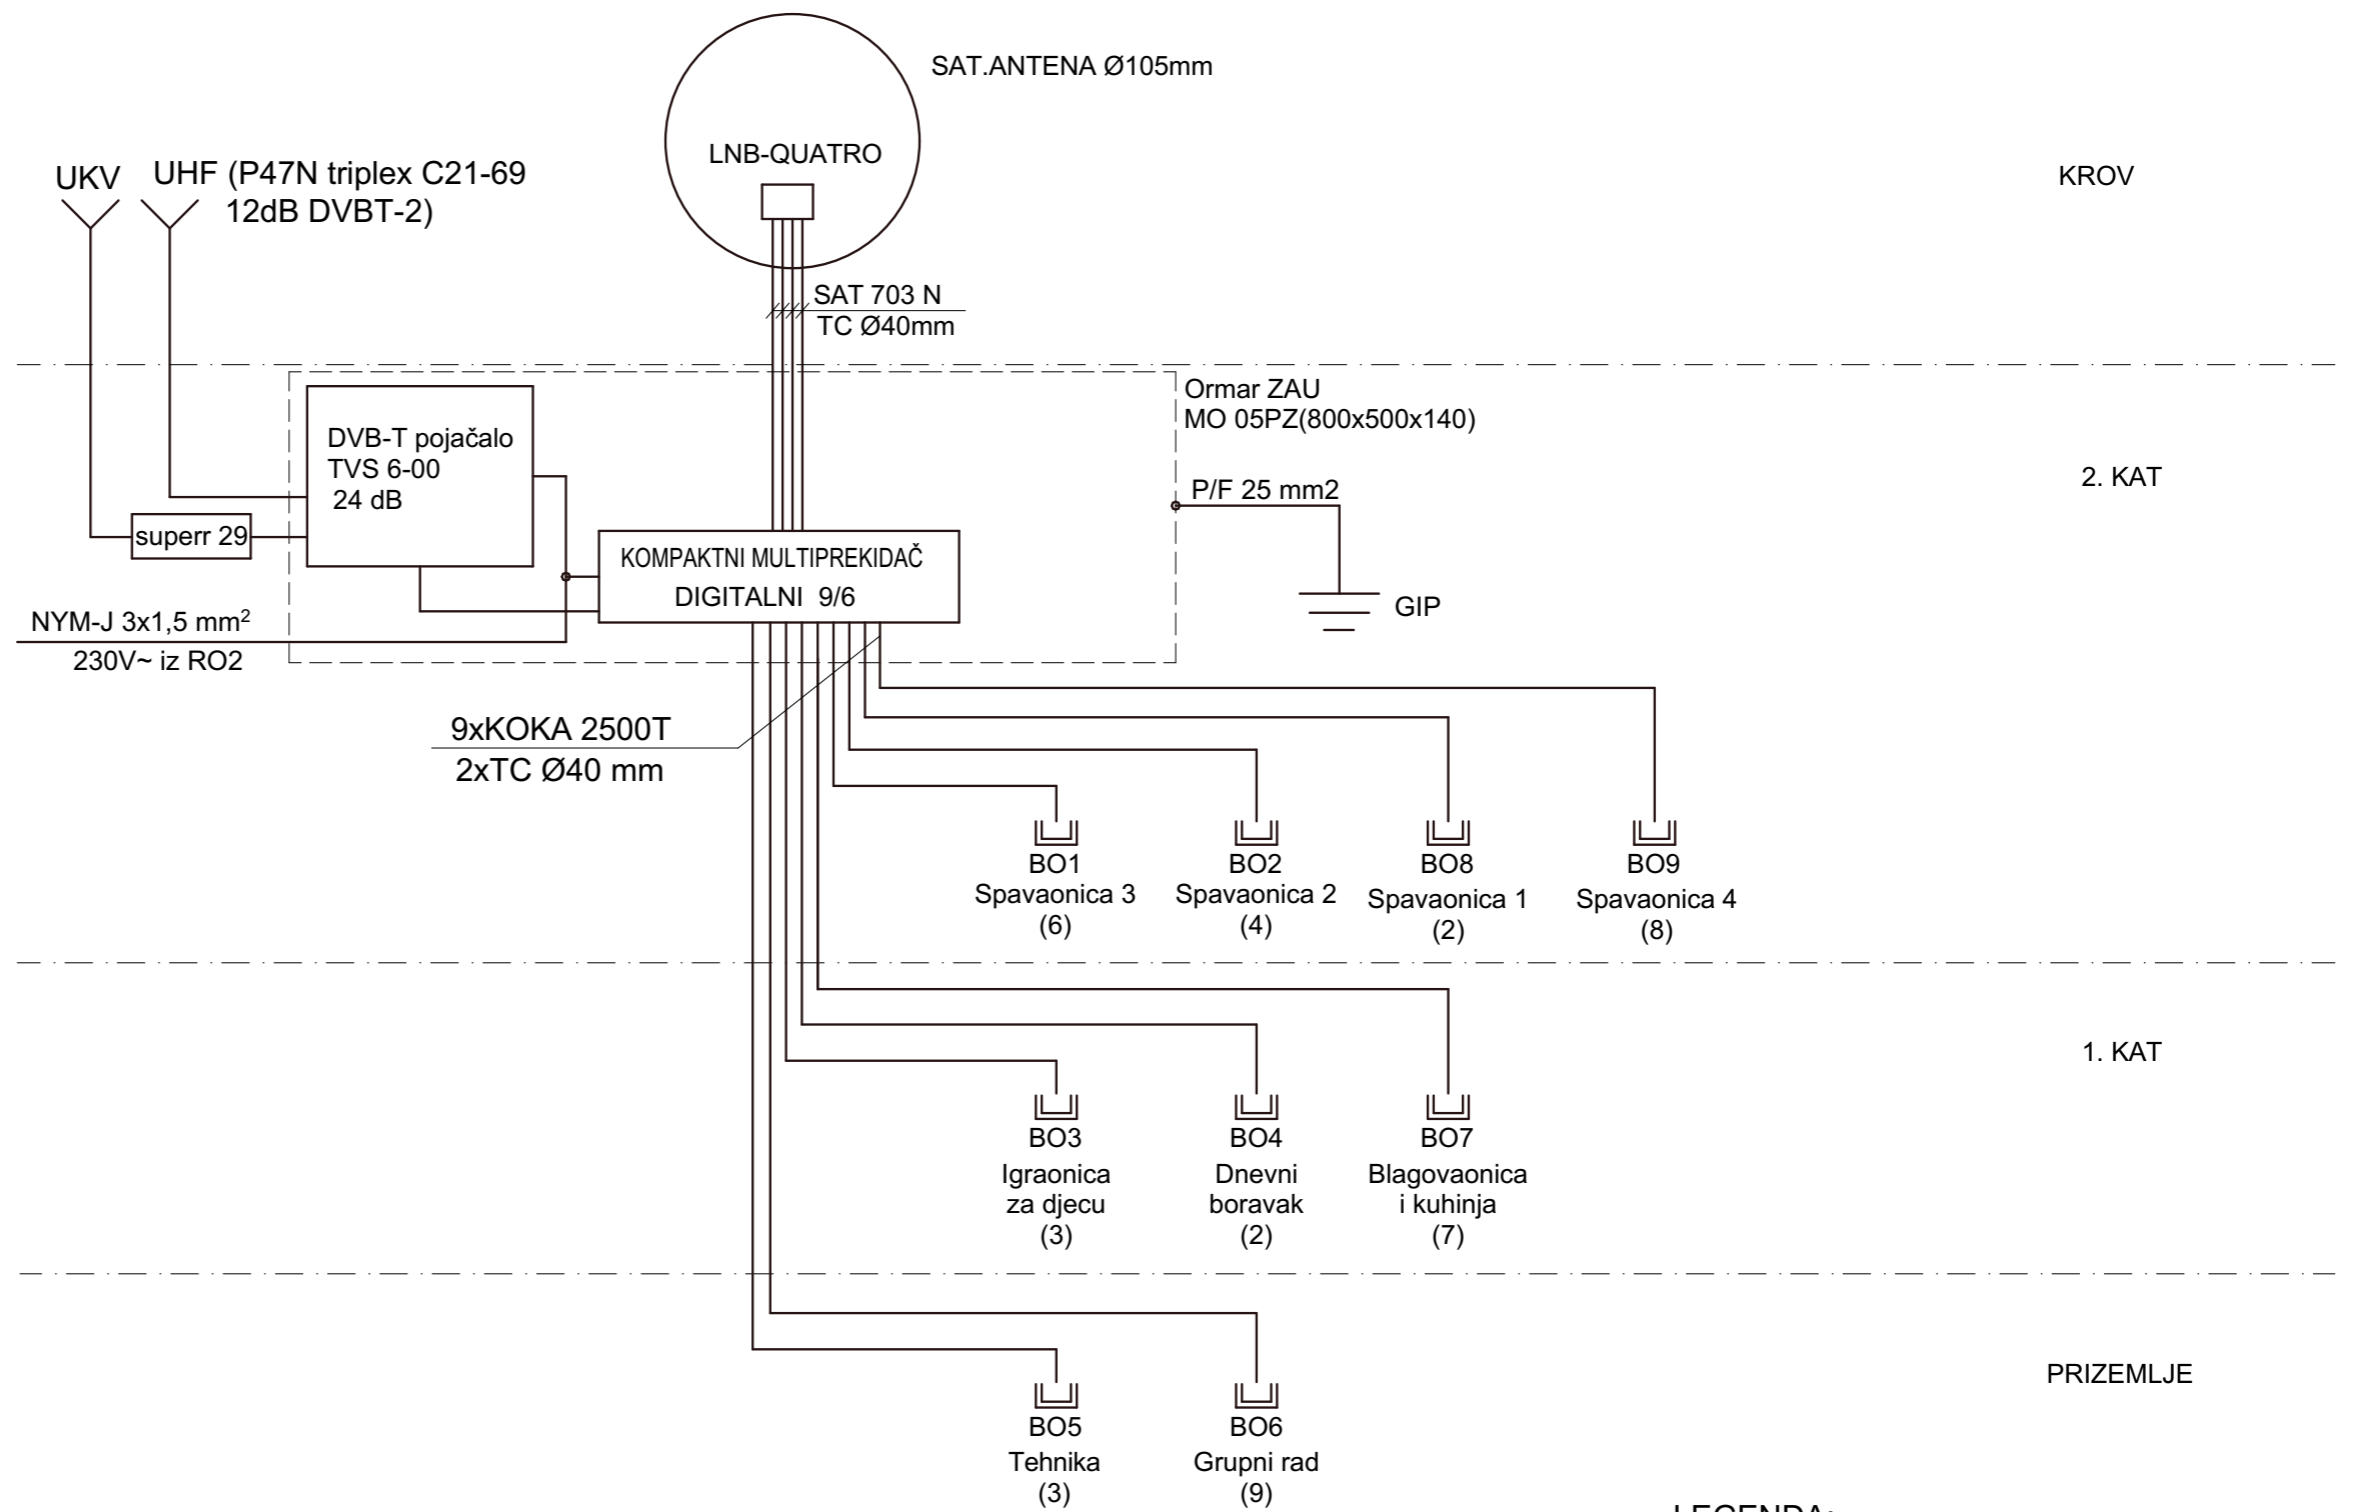 SAT.ANTENA Ø105mm
LNB-QUATRO
UKV
UHF (P47N triplex C21-69
12dB DVBT-2)
KROV
SAT 703 N
TC Ø40mm
Ormar ZAU
MO 05PZ(800x500x140)
DVB-T pojačalo
TVS 6-00
24 dB
2. KAT
P/F 25 mm2
superr 29
KOMPAKTNI MULTIPREKIDAČ
DIGITALNI 9/6
GIP
NYM-J 3x1,5 mm²
230V~ iz RO2
9xKOKA 2500T
2xTC Ø40 mm
BO1
Spavaonica 3
(6)
BO2
Spavaonica 2
(4)
BO8
Spavaonica 1
(2)
BO9
Spavaonica 4
(8)
1. KAT
BO3
Igraonica
za djecu
(3)
BO4
Dnevni
boravak
(2)
BO7
Blagovaonica
i kuhinja
(7)
PRIZEMLJE
BO5
Tehnika
(3)
BO6
Grupni rad
(9)
LEGENDA: